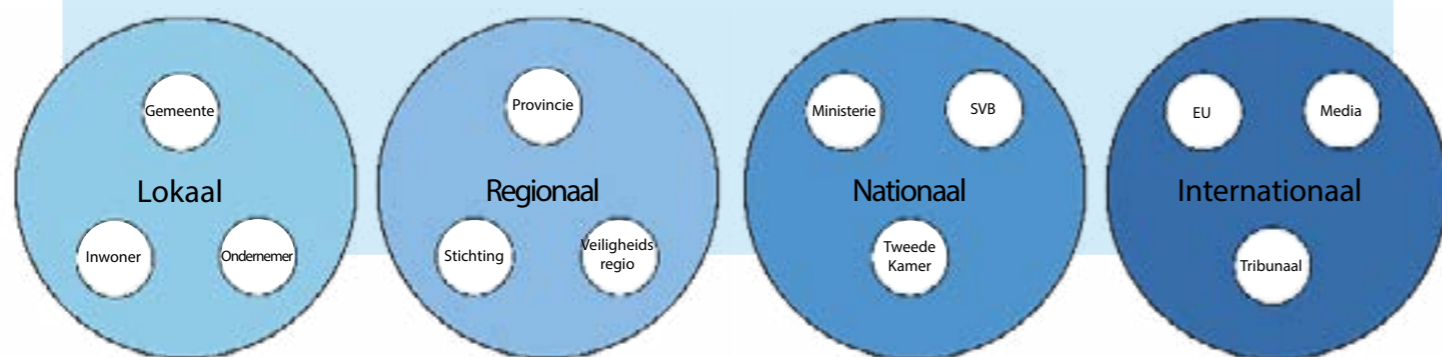 Gemeente
Lokaal
Inwoner
Ondernemer
Provincie
Regionaal
Stichting
Veiligheids
regio
Ministerie
SVB
Nationaal
Tweede
Kamer
EU
Media
Internationaal
Tribunaal